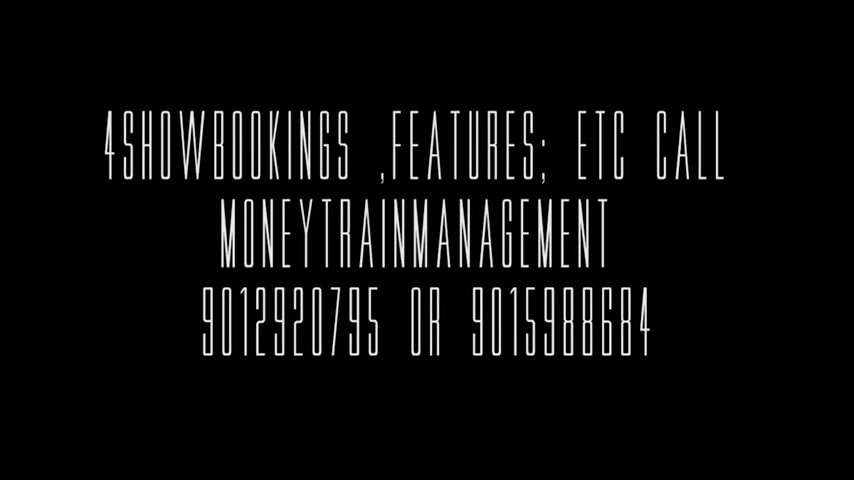 4SHOWBOOKINGS ,FEATURES; ETC CALL
MONEYTRAINMANAGEMENT
9012920795 OR 9015988684